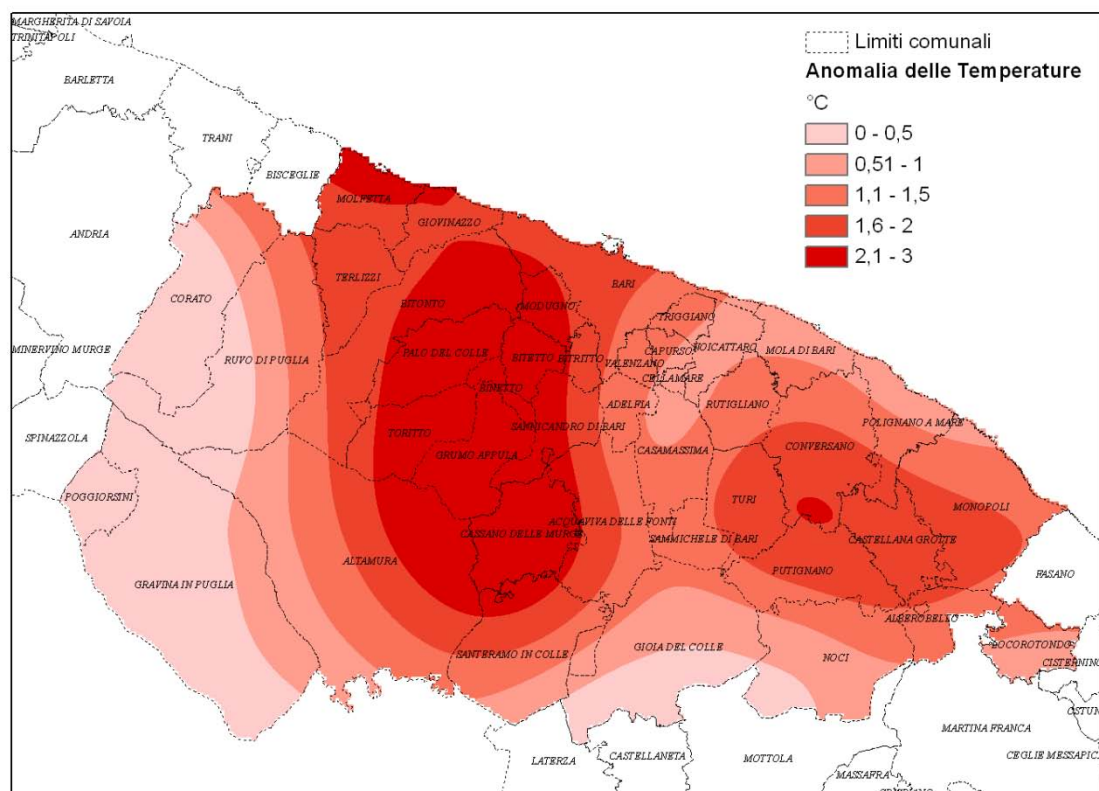 MARGHERITA DI SAVOIA
TRINITAPOLI
BARLETTA
TRANI
BISCEGLIE
ANDRIA
MOLFETTA
GIOVINAZZO
TERLIZZI
CORATO
BITONTO
BARI
MODUGNO
TRIGGIANO
MINERVINO MURGE
RUVO DI PUGLIA
PALO DEL COLLE
BITETTO
BITRITTO
VALENZANO
CAPURSO
NOICATTARO
MOLA DI BARI
CELLAMARE
BINETTO
ADELFIA
RUTIGLIANO
SPINAZZOLA
TORITTO
SANNICANDRO DI BARI
POLIGNANO A MARE
GRUMO APPULA
CASAMASSIMA
CONVERSANO
POGGIORSINI
TURI
MONOPOLI
CASSANO DELLE MURGE
ACQUAVIVA DELLE FONTI
SAMMICHELE DI BARI
CASTELLANA GROTTE
ALTAMURA
PUTIGNANO
FASANO
GRAVINA IN PUGLIA
ALBEROBELLO
SANTERAMO IN COLLE
GIOIA DEL COLLE
NOCI
LOCOROTONDO
CISTERNINO
OSTUN
MARTINA FRANCA
LATERZA
CASTELLANETA
MOTTOLA
CEGLIE MESSAPICA
MASSAFRA
Limiti comunali
Anomalia delle Temperature
°C
0 - 0,5
0,51 - 1
1,1 - 1,5
1,6 - 2
2,1 - 3